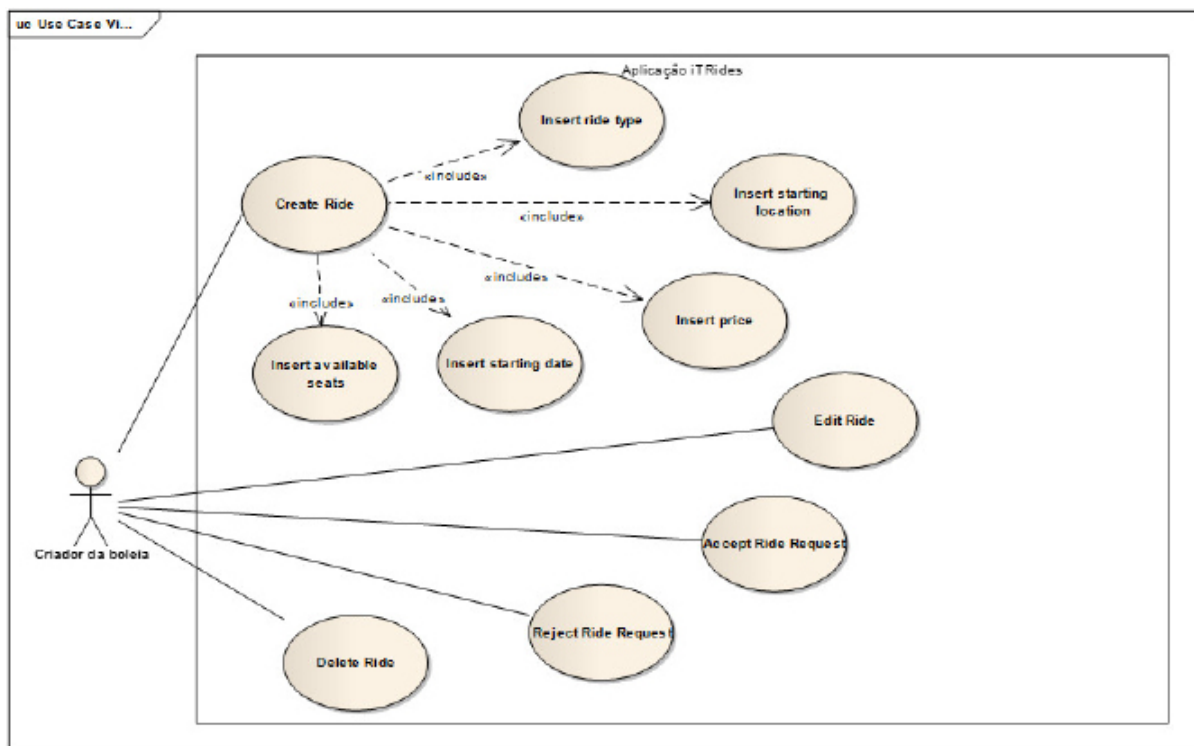 uc Use Case Vi...
Aplicação iTRides
Insert ride type
«include»
Create Ride
Insert starting
location
«include»
«include»
«include»
«include»
Insert price
Insert available
seats
Insert starting date
Edit Ride
Accept Ride Request
Criador da boleia
Reject Ride Request
Delete Ride